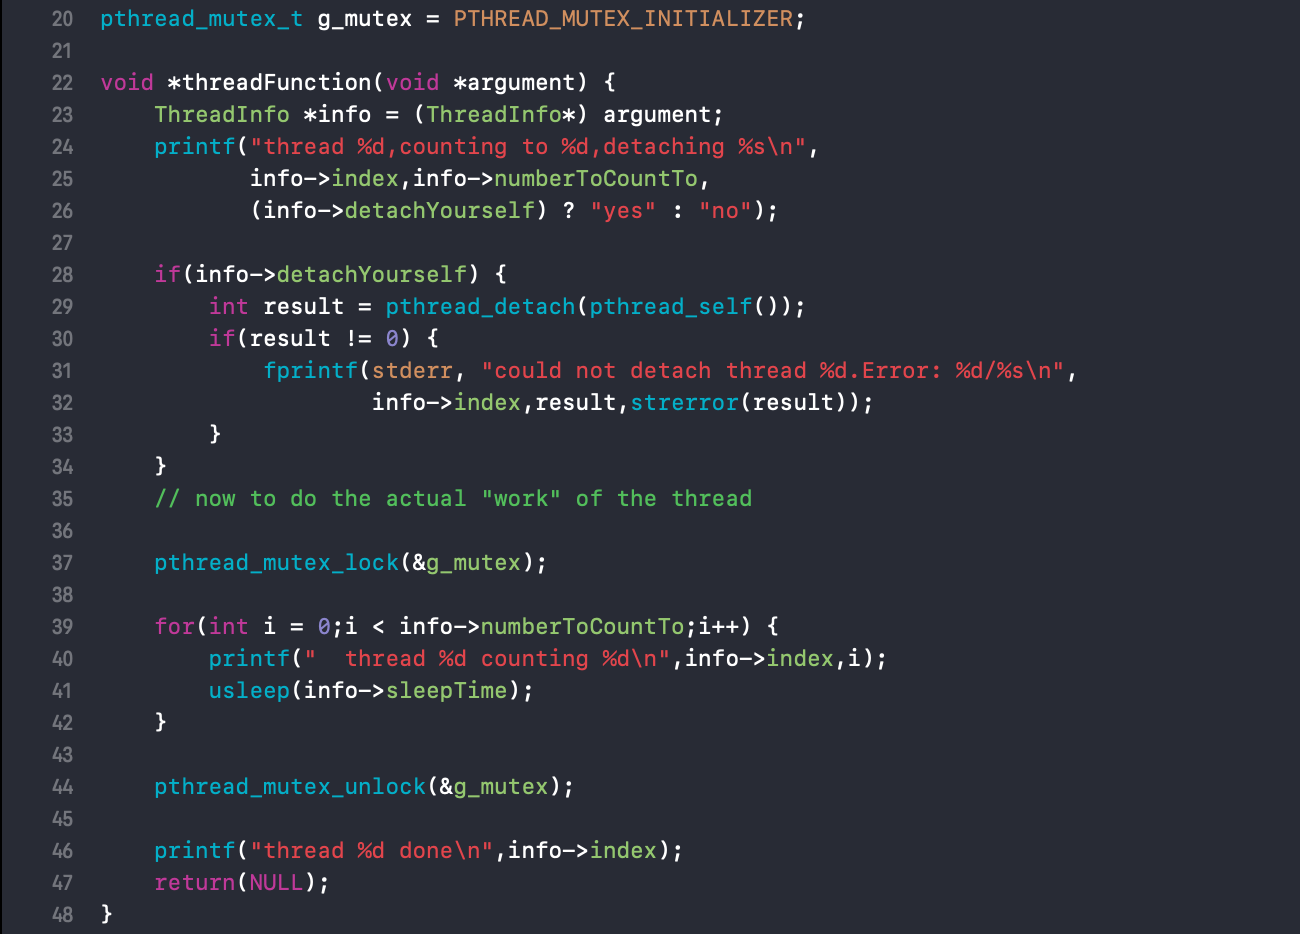 20 pthread_mutex_t g_mutex = PTHREAD_MUTEX_INITIALIZER;
21
22 void *threadFunction(void *argument) {
23     ThreadInfo *info = (ThreadInfo*) argument;
24     printf("thread %d,counting to %d,detaching %s\n",
25            info->index,info->numberToCountTo,
26            (info->detachYourself) ? "yes" : "no");
27
28     if(info->detachYourself) {
29         int result = pthread_detach(pthread_self());
30         if(result != 0) {
31             fprintf(stderr, "could not detach thread %d.Error: %d/%s\n",
32                     info->index,result,strerror(result));
33         }
34     }
35     // now to do the actual "work" of the thread
36
37     pthread_mutex_lock(&g_mutex);
38
39     for(int i = 0;i < info->numberToCountTo;i++) {
40         printf("  thread %d counting %d\n",info->index,i);
41         usleep(info->sleepTime);
42     }
43
44     pthread_mutex_unlock(&g_mutex);
45
46     printf("thread %d done\n",info->index);
47     return(NULL);
48 }